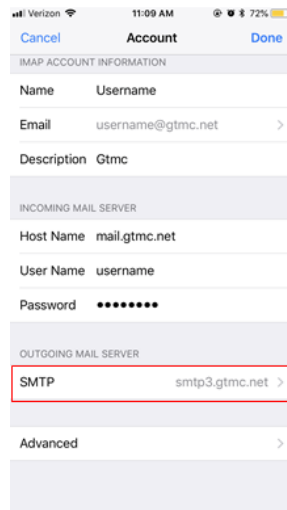 Verizon 11:09 AM 72%
Cancel Account Done
IMAP ACCOUNT INFORMATION
Name Username
Email username@gtmc.net
Description Gtmc
INCOMING MAIL SERVER
Host Name mail.gtmc.net
User Name username
Password ••••••••
OUTGOING MAIL SERVER
SMTP smtp3.gtmc.net
Advanced